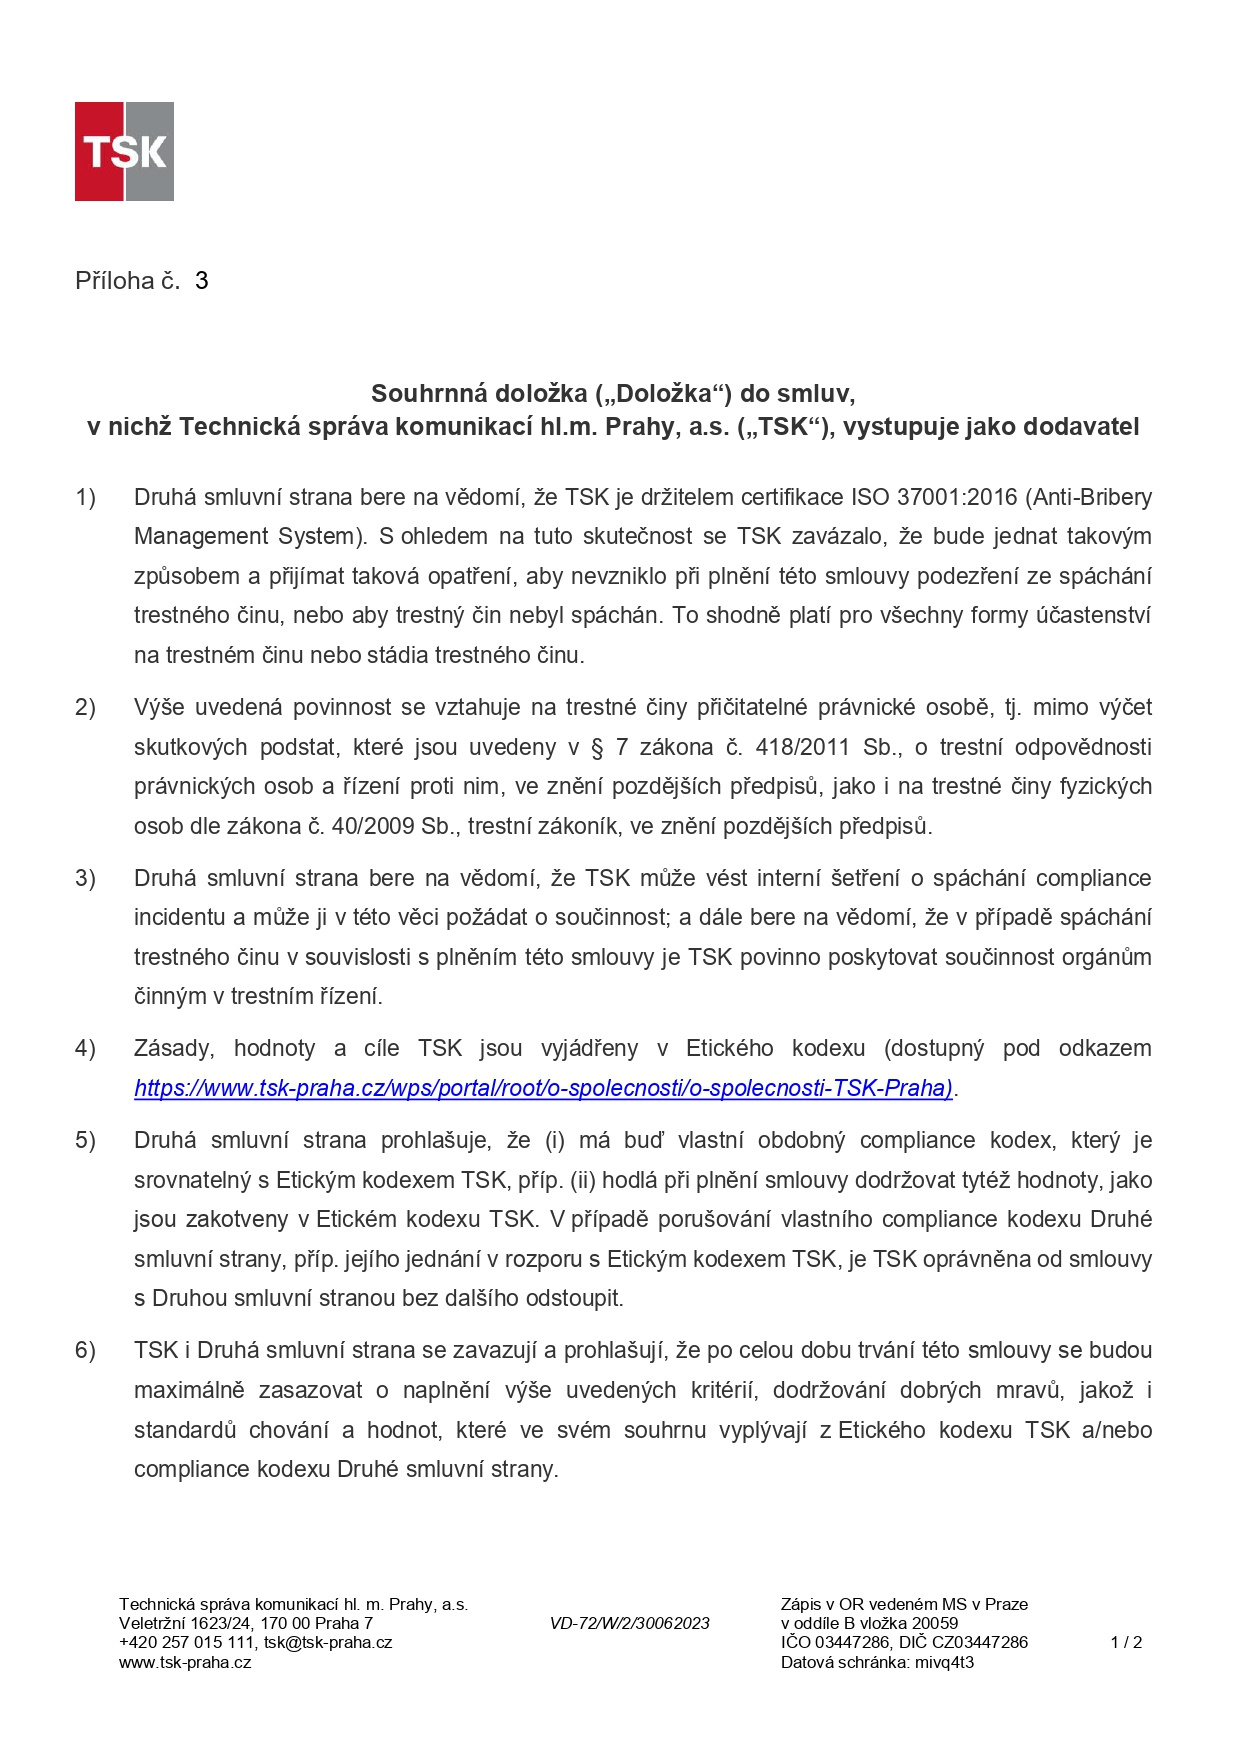 TSK
Příloha č. 3
Souhrnná doložka („Doložka“) do smluv,
v nichž Technická správa komunikací hl.m. Prahy, a.s. („TSK“), vystupuje jako dodavatel
1) Druhá smluvní strana bere na vědomí, že TSK je držitelem certifikace ISO 37001:2016 (Anti-Bribery
Management System). S ohledem na tuto skutečnost se TSK zavázalo, že bude jednat takovým
způsobem a přijímat taková opatření, aby nevzniklo při plnění této smlouvy podezření ze spáchání
trestného činu, nebo aby trestný čin nebyl spáchán. To shodně platí pro všechny formy účastenství
na trestném činu nebo stádia trestného činu.
2) Výše uvedená povinnost se vztahuje na trestné činy přičitatelné právnické osobě, tj. mimo výčet
skutkových podstat, které jsou uvedeny v § 7 zákona č. 418/2011 Sb., o trestní odpovědnosti
právnických osob a řízení proti nim, ve znění pozdějších předpisů, jako i na trestné činy fyzických
osob dle zákona č. 40/2009 Sb., trestní zákoník, ve znění pozdějších předpisů.
3) Druhá smluvní strana bere na vědomí, že TSK může vést interní šetření o spáchání compliance
incidentu a může ji v této věci požádat o součinnost; a dále bere na vědomí, že v případě spáchání
trestného činu v souvislosti s plněním této smlouvy je TSK povinno poskytovat součinnost orgánům
činným v trestním řízení.
4) Zásady, hodnoty a cíle TSK jsou vyjádřeny v Etického kodexu (dostupný pod odkazem
https://www.tsk-praha.cz/wps/portal/root/o-spolecnosti/o-spolecnosti-TSK-Praha).
5) Druhá smluvní strana prohlašuje, že (i) má buď vlastní obdobný compliance kodex, který je
srovnatelný s Etickým kodexem TSK, příp. (ii) hodlá při plnění smlouvy dodržovat tytéž hodnoty, jako
jsou zakotveny v Etickém kodexu TSK. V případě porušování vlastního compliance kodexu Druhé
smluvní strany, příp. jejího jednání v rozporu s Etickým kodexem TSK, je TSK oprávněna od smlouvy
s Druhou smluvní stranou bez dalšího odstoupit.
6) TSK i Druhá smluvní strana se zavazují a prohlašují, že po celou dobu trvání této smlouvy se budou
maximálně zasazovat o naplnění výše uvedených kritérií, dodržování dobrých mravů, jakož i
standardů chování a hodnot, které ve svém souhrnu vyplývají z Etického kodexu TSK a/nebo
compliance kodexu Druhé smluvní strany.
Technická správa komunikací hl. m. Prahy, a.s.
Veletržní 1623/24, 170 00 Praha 7
+420 257 015 111, tsk@tsk-praha.cz
www.tsk-praha.cz
VD-72/W/2/30062023
Zápis v OR vedeném MS v Praze
v oddíle B vložka 20059
IČO 03447286, DIČ CZ03447286
Datová schránka: mivq4t3
1 / 2